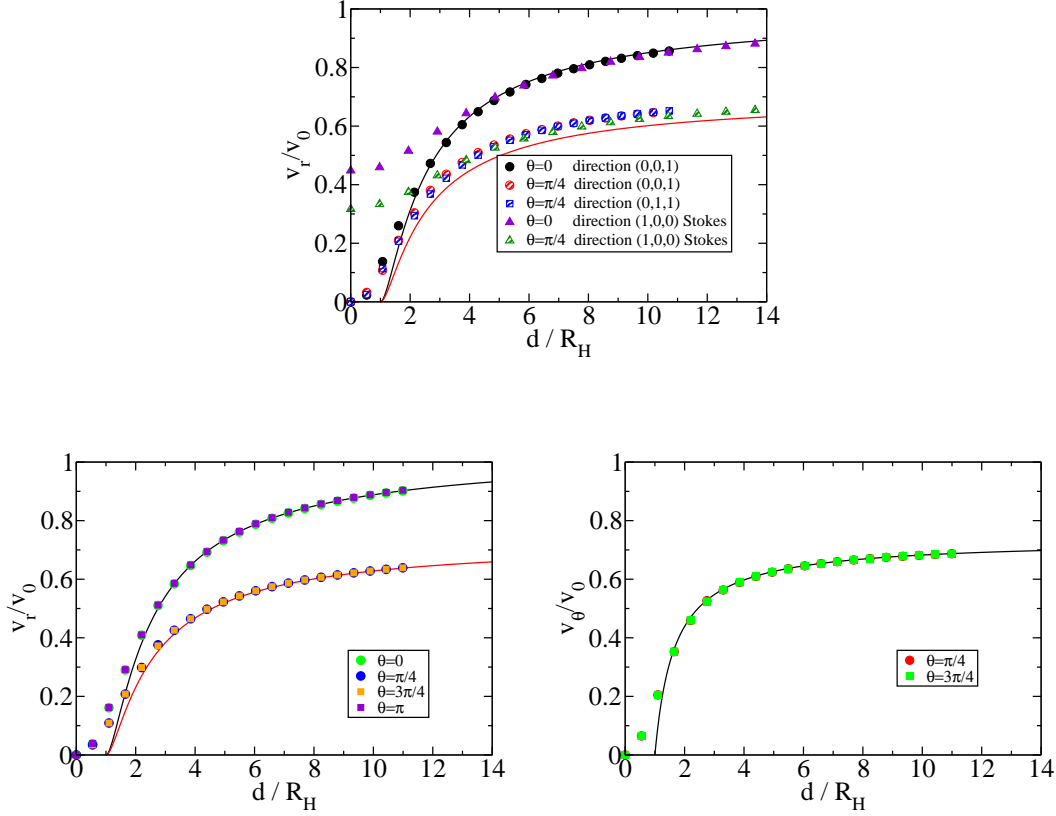 1
0.8
0.6
0.4
0.2
0
v_r/v_0
θ=0 direction (0,0,1)
θ=π/4 direction (0,0,1)
θ=π/4 direction (0,1,1)
θ=0 direction (1,0,0) Stokes
θ=π/4 direction (1,0,0) Stokes
0 2 4 6 8 10 12 14
d / R_H
1
0.8
0.6
0.4
0.2
0
v_r/v_0
θ=0
θ=π/4
θ=3π/4
θ=π
0 2 4 6 8 10 12 14
d / R_H
1
0.8
0.6
0.4
0.2
0
v_θ/v_0
θ=π/4
θ=3π/4
0 2 4 6 8 10 12 14
d / R_H